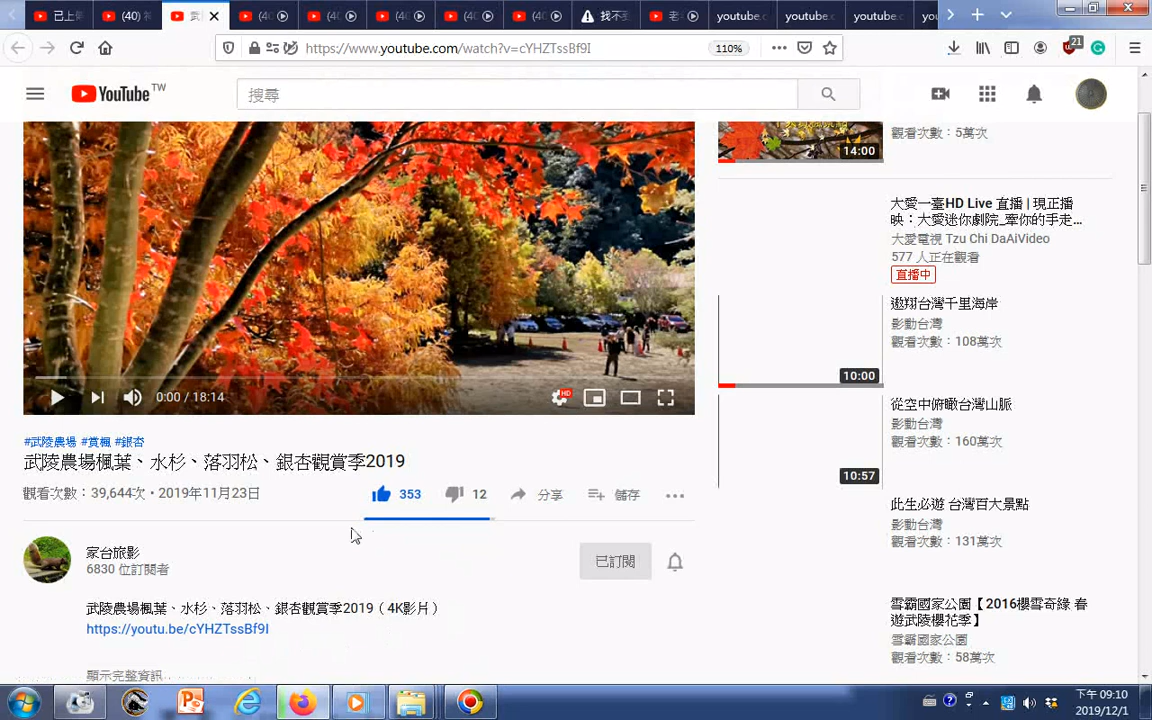 已上
(40)
(40)
(40)
(40)
(40)
(40)
找不
老
youtube.c
youtube.c
youtube.c
https://www.youtube.com/watch?v=cYHZTssBf9I
110%
21
YouTube TW
搜尋
14:00
觀看次數：5萬次
大愛一臺HD Live 直播 | 現正播
映：大愛迷你劇院_牽你的手走...
大愛電視 Tzu Chi DaAiVideo
577 人正在觀看
直播中
遨翔台灣千里海岸
影動台灣
觀看次數：108萬次
10:00
從空中俯瞰台灣山脈
影動台灣
觀看次數：160萬次
10:57
此生必遊 台灣百大景點
影動台灣
觀看次數：131萬次
雪霸國家公園【2016櫻雪奇緣 春
遊武陵櫻花季】
雪霸國家公園
觀看次數：58萬次
0:00 / 18:14
HD
#武陵農場 #賞楓 #銀杏
武陵農場楓葉、水杉、落羽松、銀杏觀賞季2019
觀看次數：39,644次・2019年11月23日
353
12
分享
儲存
家台旅影
6830 位訂閱者
已訂閱
武陵農場楓葉、水杉、落羽松、銀杏觀賞季2019（4K影片）
https://youtu.be/cYHZTssBf9I
顯示完整資訊
下午 09:10
2019/12/1